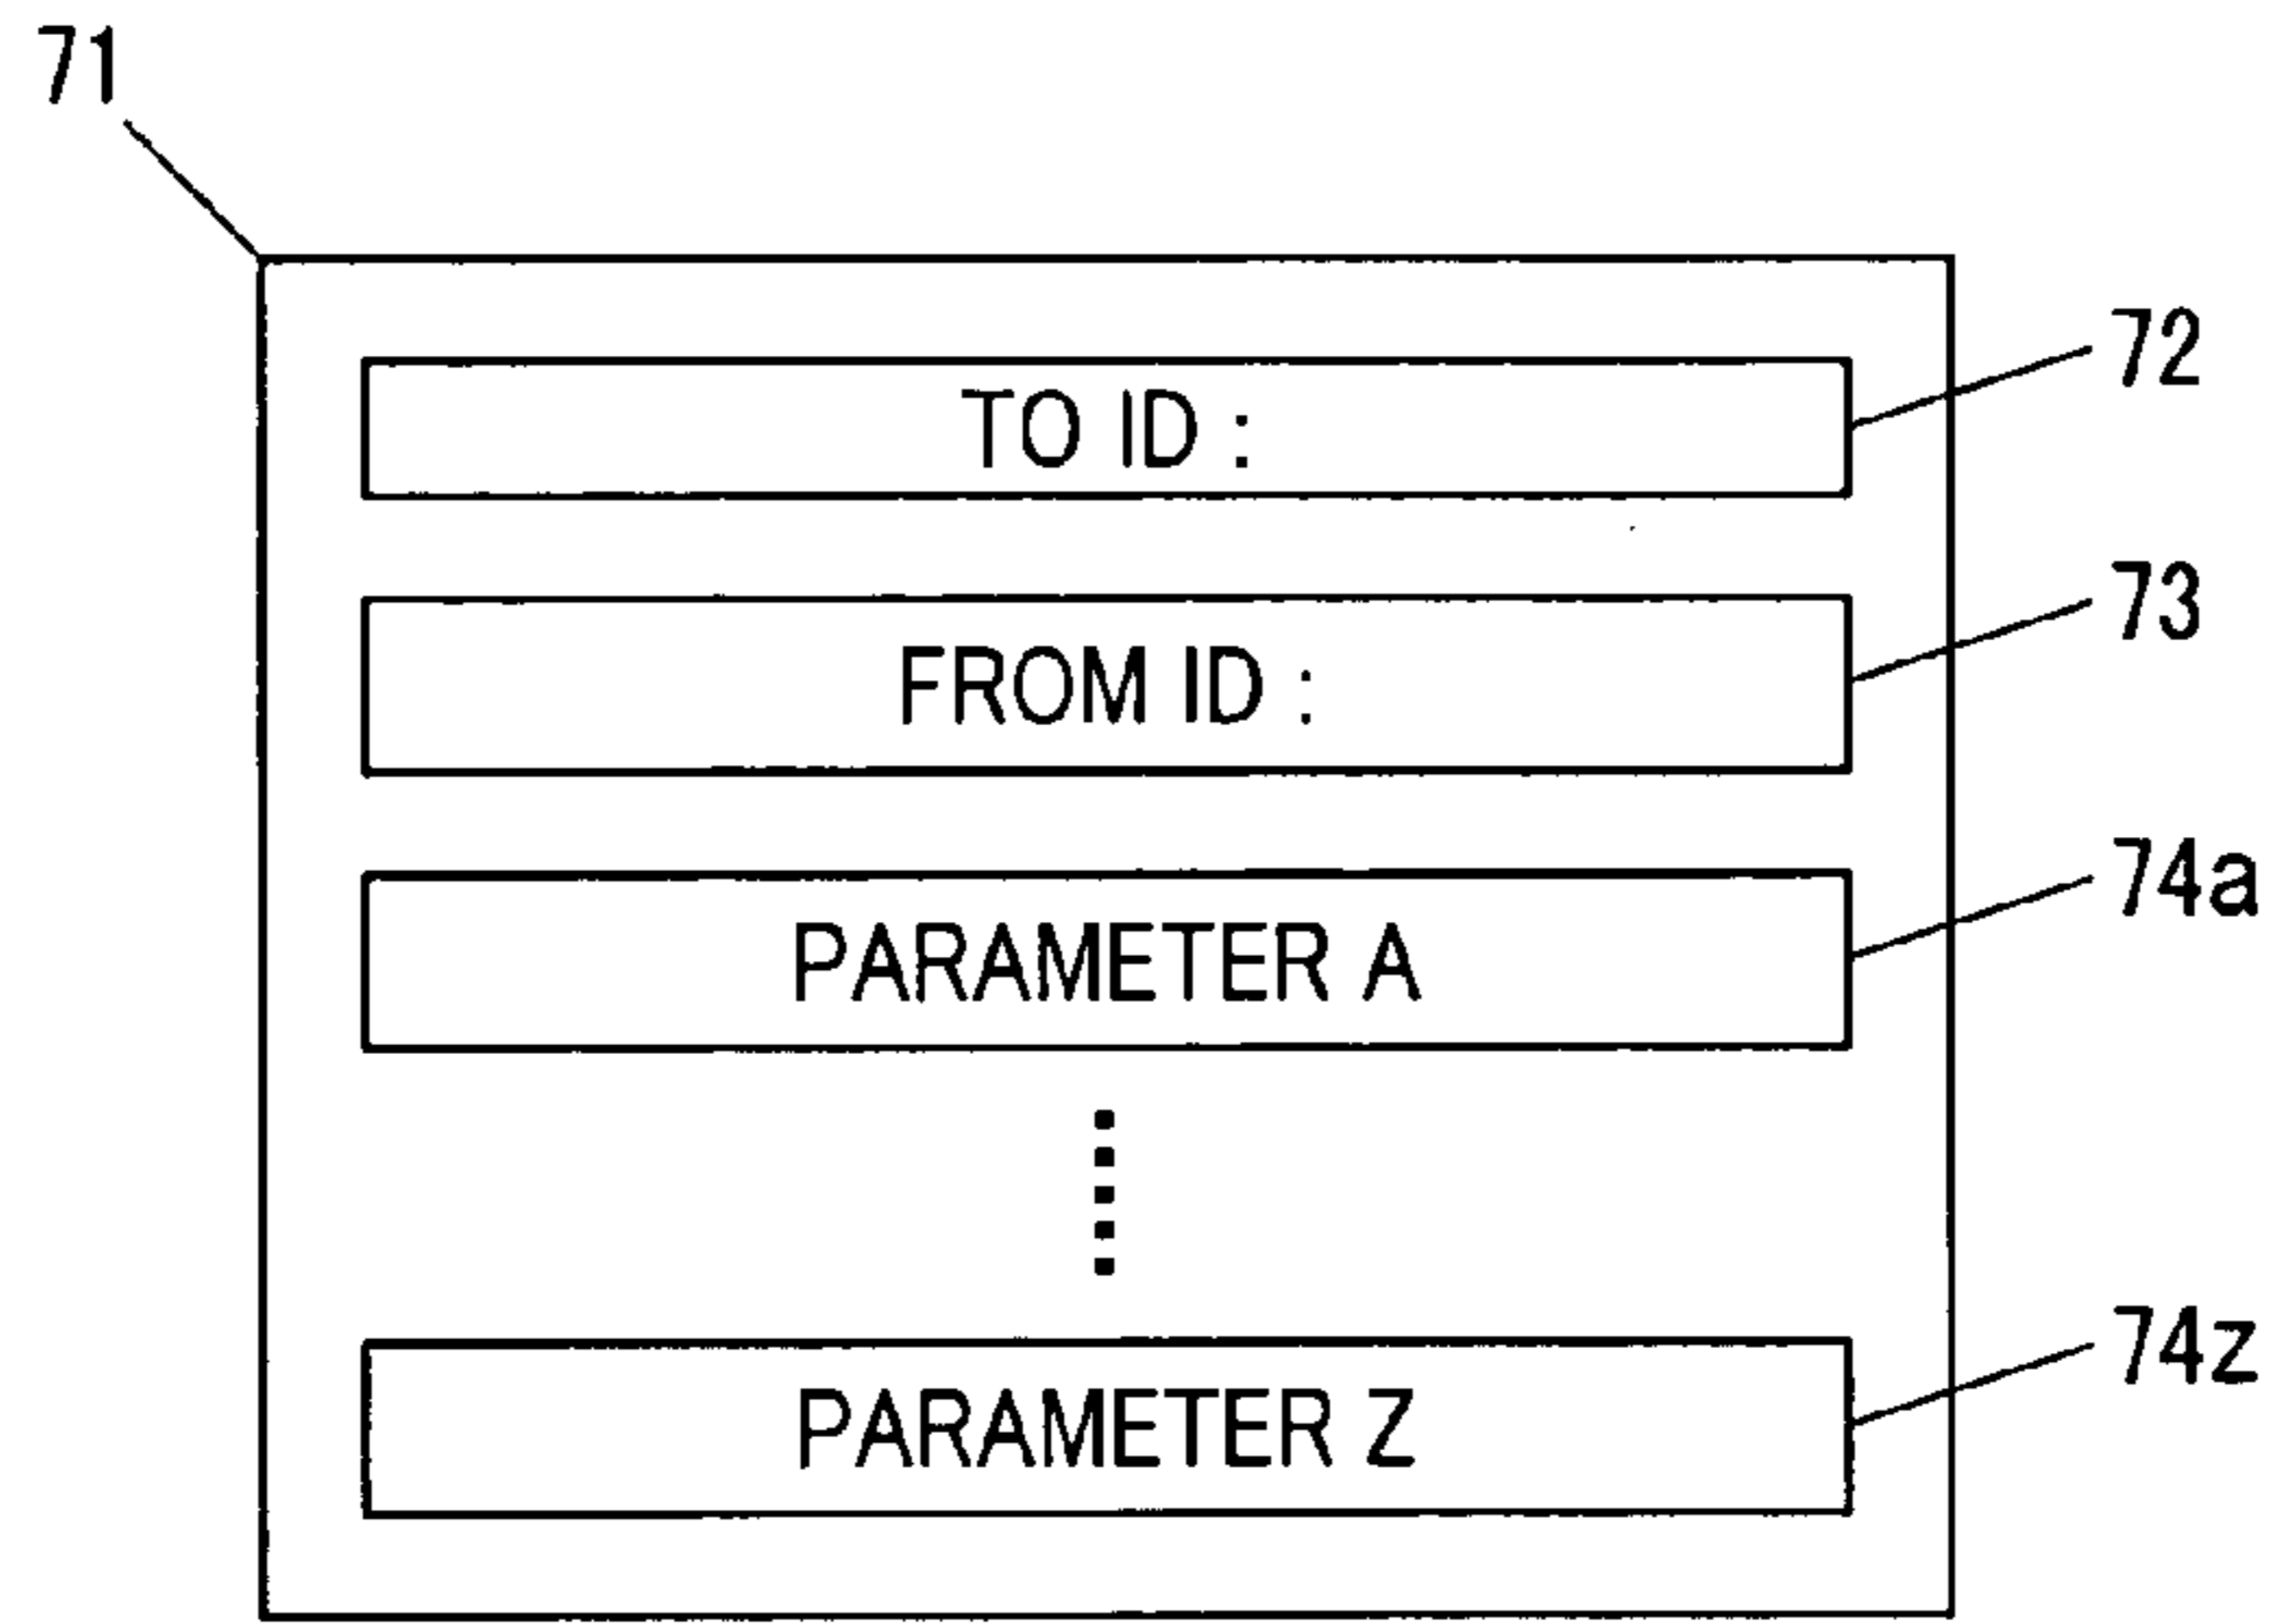 71
TO ID :
72
FROM ID :
73
PARAMETER A
74a
PARAMETER Z
74z